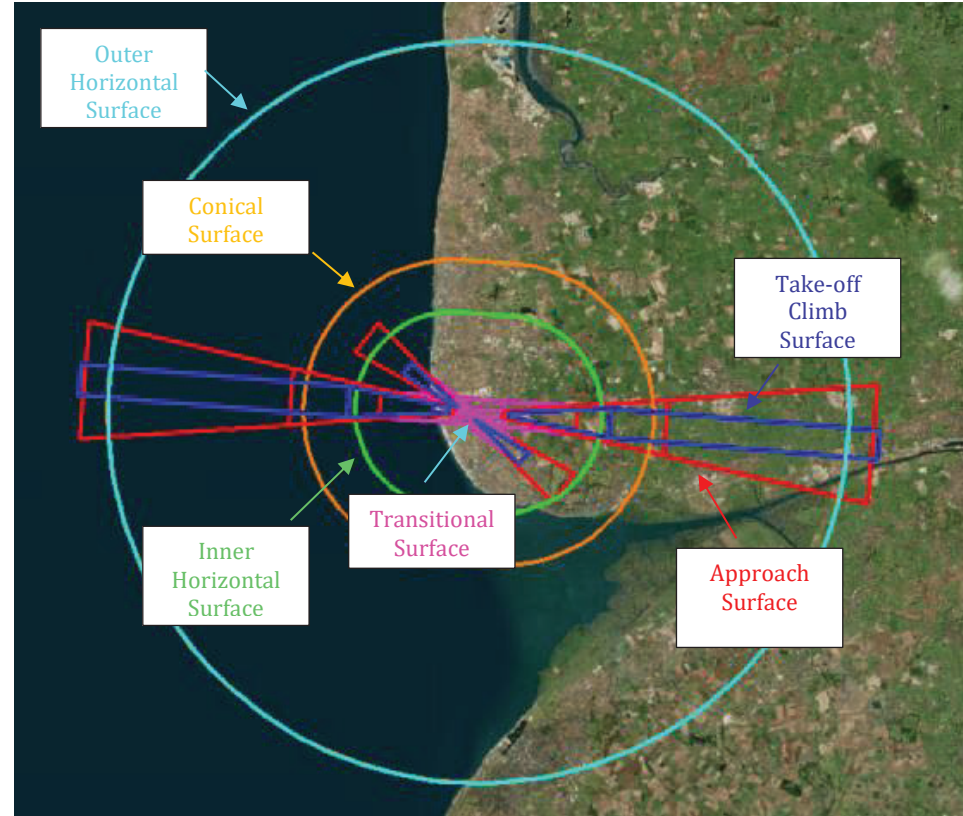 Outer
Horizontal
Surface
Conical
Surface
Take-off
Climb
Surface
Transitional
Surface
Inner
Horizontal
Surface
Approach
Surface